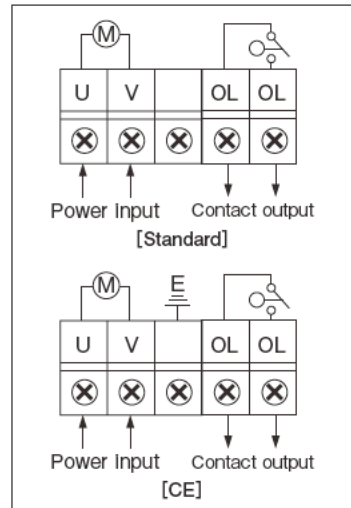 M
U V OL OL
Power Input Contact output
[Standard]
M E
U V OL OL
Power Input Contact output
[CE]